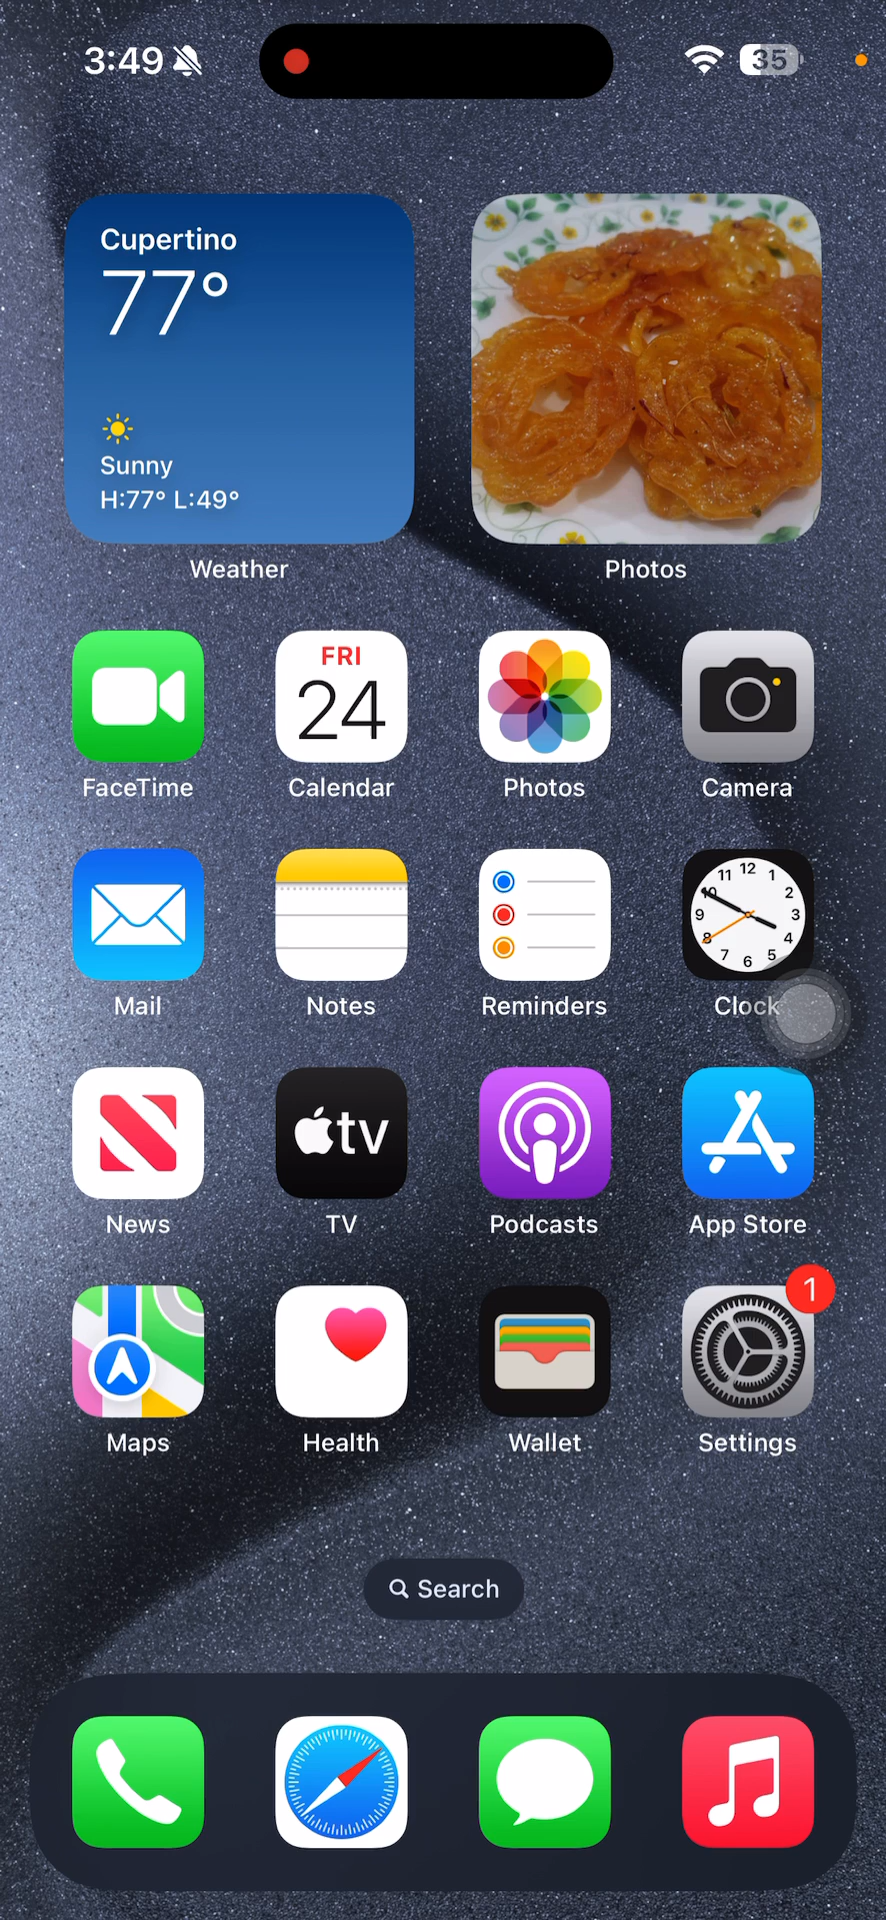 3:49
35
Cupertino
77°
Sunny
H:77° L:49°
Weather
Photos
FRI
24
FaceTime
Calendar
Photos
Camera
12
11
1
10
2
9
3
8
4
7
5
6
Mail
Notes
Reminders
Clock
tv
News
TV
Podcasts
App Store
1
Maps
Health
Wallet
Settings
Search